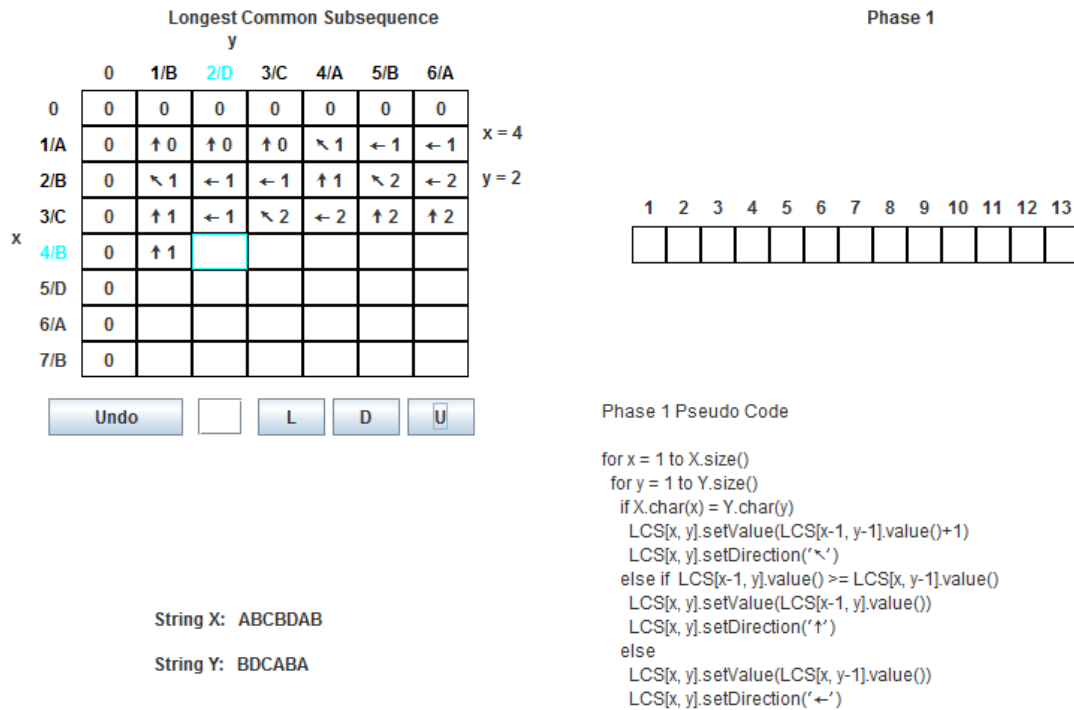 Longest Common Subsequence
Phase 1
y
0 1/B 2/D 3/C 4/A 5/B 6/A
0 0 0 0 0 0 0 0
1/A 0 ↑ 0 ↑ 0 ↑ 0 ↖ 1 ← 1 ← 1
x = 4
2/B 0 ↖ 1 ← 1 ← 1 ↑ 1 ↖ 2 ← 2
y = 2
3/C 0 ↑ 1 ← 1 ↖ 2 ← 2 ↑ 2 ↑ 2
x
4/B 0 ↑ 1
5/D 0
6/A 0
7/B 0
1 2 3 4 5 6 7 8 9 10 11 12 13
Undo L D U
String X: ABCBDAB
String Y: BDCABA
Phase 1 Pseudo Code
for x = 1 to X.size()
for y = 1 to Y.size()
if X.char(x) = Y.char(y)
LCS[x, y].setValue(LCS[x-1, y-1].value()+1)
LCS[x, y].setDirection('↖')
else if LCS[x-1, y].value() >= LCS[x, y-1].value()
LCS[x, y].setValue(LCS[x-1, y].value())
LCS[x, y].setDirection('↑')
else
LCS[x, y].setValue(LCS[x, y-1].value())
LCS[x, y].setDirection('←')